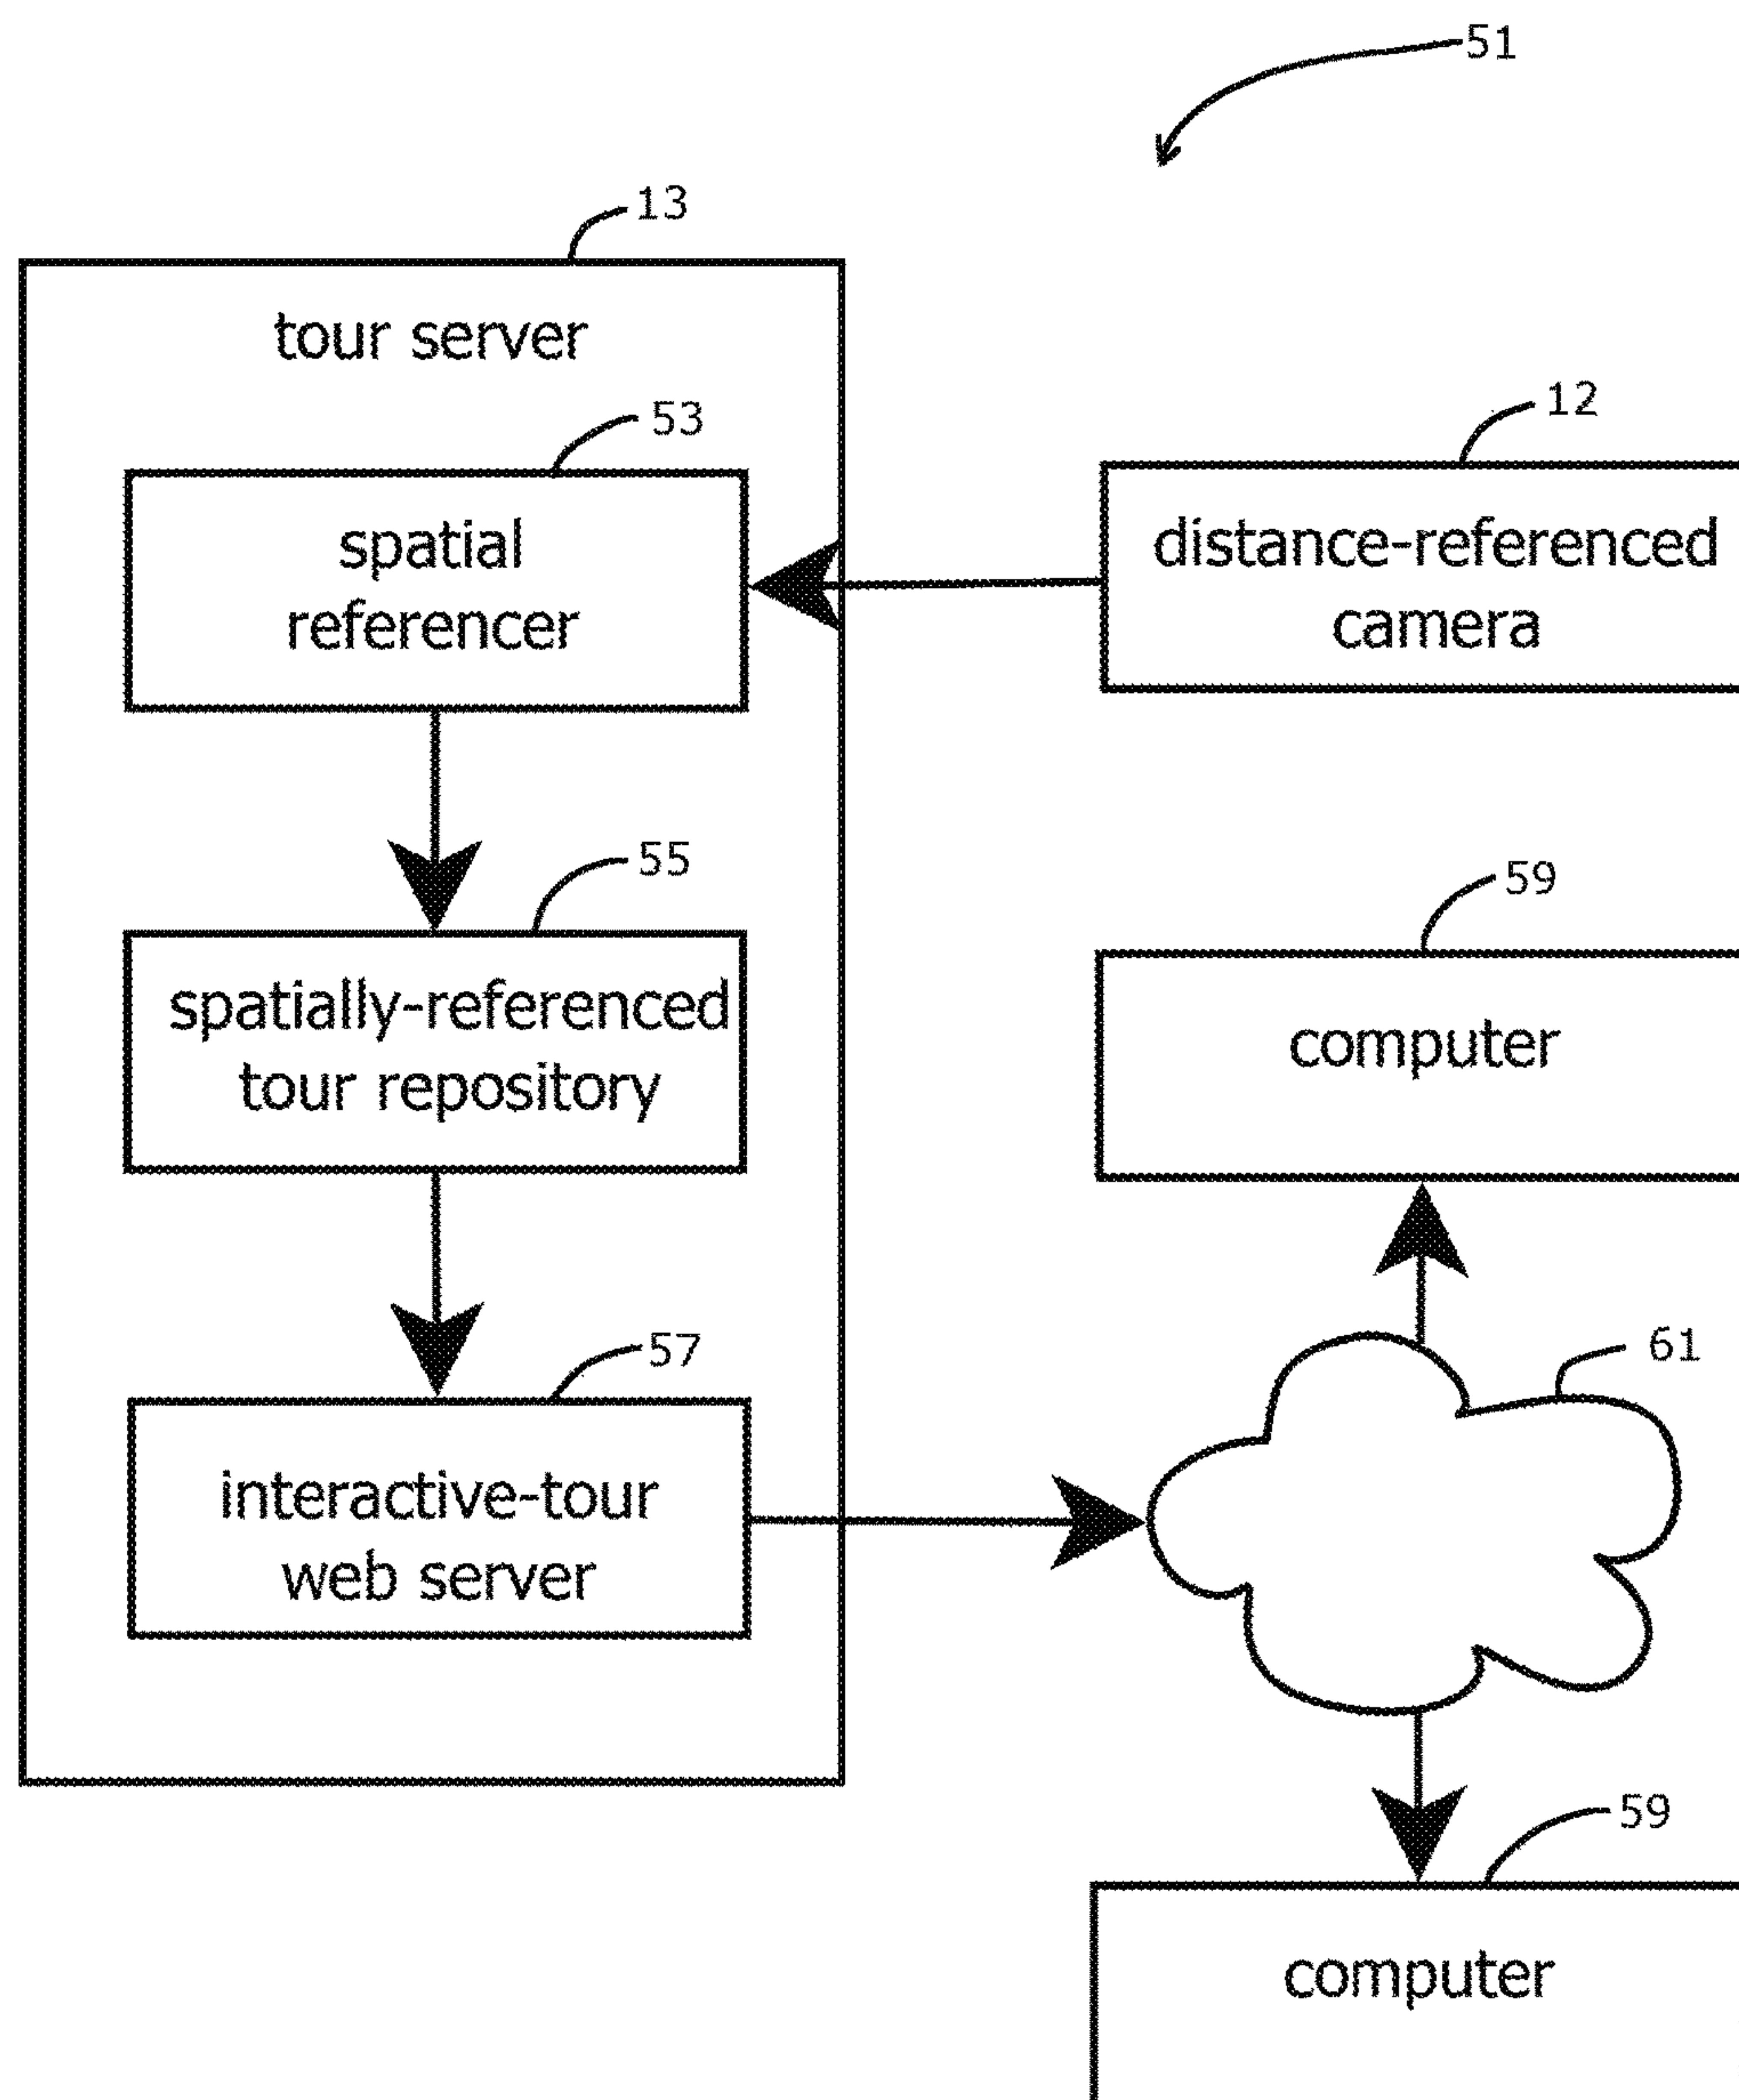 51
13
tour server
53
spatial
referencer
12
distance-referenced
camera
55
spatially-referenced
tour repository
59
computer
57
interactive-tour
web server
61
59
computer